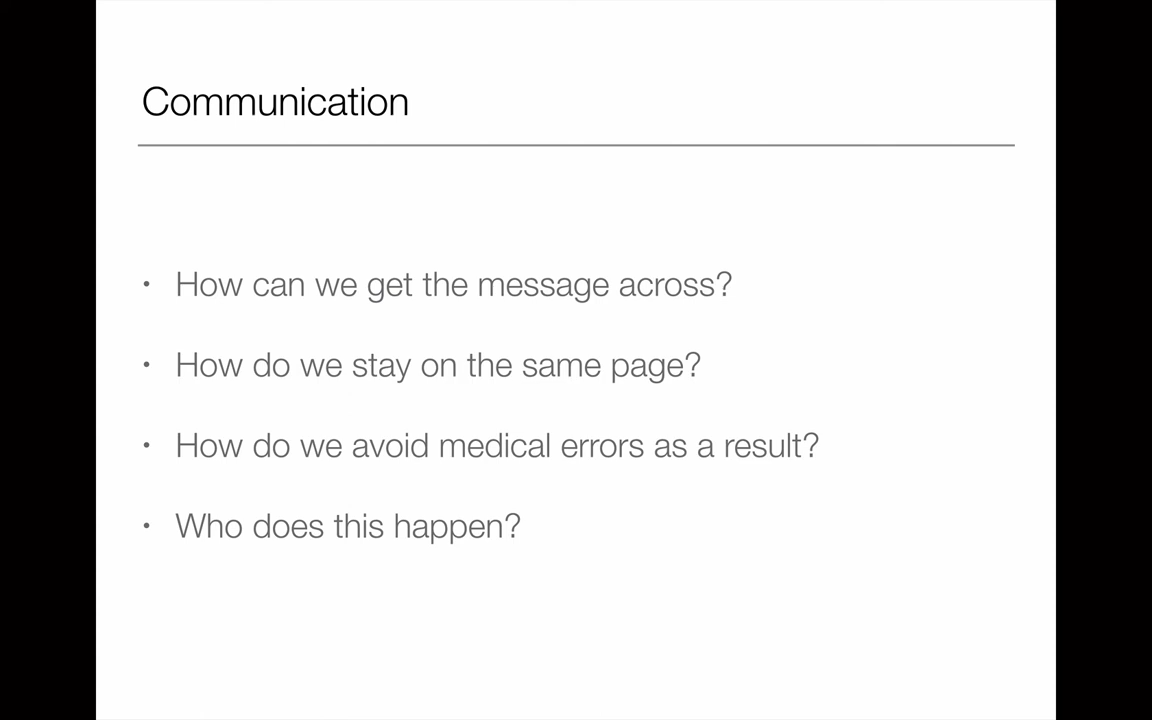 Communication
• How can we get the message across?
• How do we stay on the same page?
• How do we avoid medical errors as a result?
• Who does this happen?